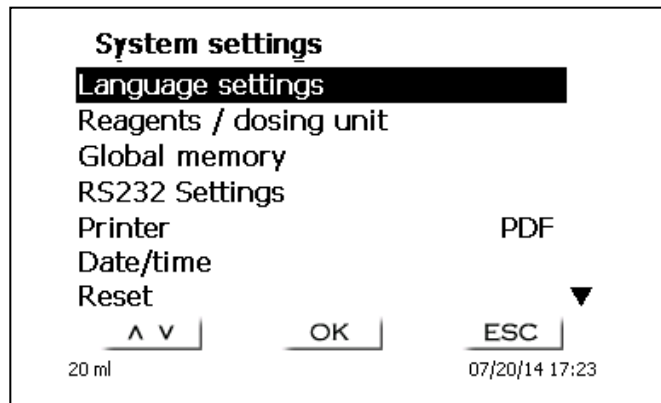 System settings
Language settings
Reagents / dosing unit
Global memory
RS232 Settings
Printer PDF
Date/time
Reset ▼
∧ ∨ OK ESC
20 ml 07/20/14 17:23